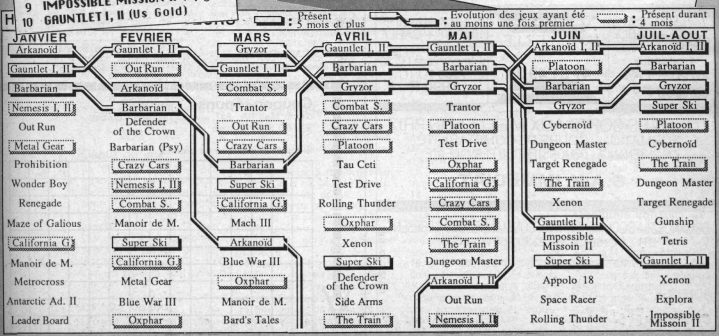 9 IMPOSSIBLE MISSION
10 GAUNTLET I, II (Us Gold)
H
: Présent 5 mois et plus
: Evolution des jeux ayant été au moins une fois premier
: Présent durant 4 mois
JANVIER
Arkanoïd
Gauntlet I, II
Barbarian
Nemesis I, II
Out Run
Metal Gear
Prohibition
Wonder Boy
Renegade
Maze of Galious
California G.
Manoir de M.
Metrocross
Antarctic Ad. II
Leader Board
FEVRIER
Gauntlet I, II
Out Run
Arkanoïd
Barbarian
Defender of the Crown
Barbarian (Psy)
Crazy Cars
Nemesis I, II
Combat S.
Manoir de M.
Super Ski
California G.
Metal Gear
Blue War III
Oxphar
MARS
Gryzor
Gauntlet I, II
Combat S.
Trantor
Out Run
Crazy Cars
Barbarian
Super Ski
California G.
Mach III
Arkanoïd
Blue War III
Oxphar
Manoir de M.
Bard's Tales
AVRIL
Gauntlet I, II
Barbarian
Gryzor
Combat S.
Crazy Cars
Platoon
Tau Ceti
Test Drive
Rolling Thunder
Oxphar
Xenon
Super Ski
Defender of the Crown
Side Arms
The Train
MAI
Gauntlet I, II
Barbarian
Gryzor
Trantor
Platoon
Test Drive
Oxphar
California G.
Crazy Cars
Combat S.
The Train
Dungeon Master
Arkanoïd I, II
Out Run
Nemesis I, II
JUIN
Arkanoïd I, II
Platoon
Barbarian
Gryzor
Cybernoïd
Dungeon Master
Target Renegade
The Train
Xenon
Gauntlet I, II
Impossible Missoin II
Super Ski
Appolo 18
Space Racer
Rolling Thunder
JUIL-AOUT
Arkanoïd I, II
Barbarian
Gryzor
Super Ski
Platoon
Cybernoïd
The Train
Dungeon Master
Target Renegade
Gunship
Tetris
Gauntlet I, II
Xenon
Explora
Impossible Missoin II